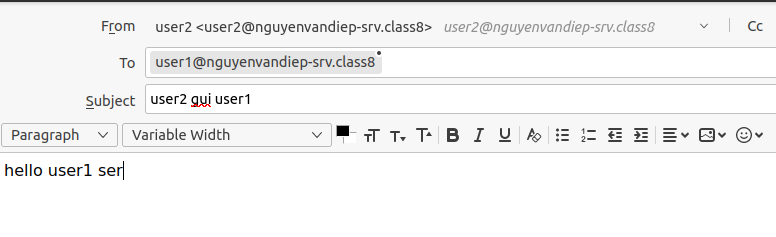 From user2 <user2@nguyenvandiep-srv.class8> user2@nguyenvandiep-srv.class8 Cc
To user1@nguyenvandiep-srv.class8
Subject user2 gui user1
Paragraph Variable Width
hello user1 ser